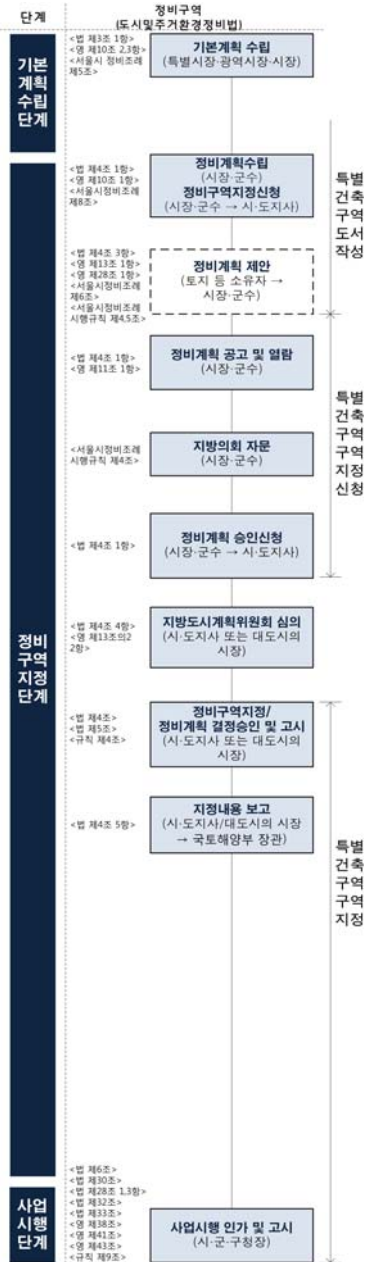 단계
정비구역
(도시및주거환경정비법)
기본
계획
수립
단계
<법 제3조 1항>
<영 제10조 2,3항>
<서울시 정비조례
제5조>
기본계획 수립
(특별시장·광역시장·시장)
정비
구역
지정
단계
<법 제4조 1항>
<영 제10조 1항>
<서울시정비조례
제8조>
정비계획수립
(시장·군수)
정비구역지정신청
(시장·군수 → 시·도지사)
특별
건축
구역
도서
작성
<법 제4조 3항>
<영 제13조 1항>
<영 제28조 1항>
<서울시정비조례
제6조>
<서울시정비조례
시행규칙 제4,5조>
정비계획 제안
(토지 등 소유자 →
시장·군수)
<법 제4조 1항>
<영 제11조 1항>
정비계획 공고 및 열람
(시장·군수)
특별
건축
구역
구역
지정
신청
<서울시정비조례
시행규칙 제4조>
지방의회 자문
(시장·군수)
<법 제4조 1항>
정비계획 승인신청
(시장·군수 → 시·도지사)
<법 제4조 4항>
<영 제13조의2
2항>
지방도시계획위원회 심의
(시·도지사 또는 대도시의
시장)
<법 제4조>
<법 제5조>
<규칙 제4조>
정비구역지정/
정비계획 결정승인 및 고시
(시·도지사 또는 대도시의
시장)
<법 제4조 5항>
지정내용 보고
(시·도지사/대도시의 시장
→ 국토해양부 장관)
특별
건축
구역
구역
지정
사업
시행
단계
<법 제6조>
<법 제30조>
<법 제28조 1,3항>
<법 제32조>
<법 제33조>
<영 제38조>
<영 제41조>
<영 제43조>
<규칙 제9조>
사업시행 인가 및 고시
(시·군·구청장)